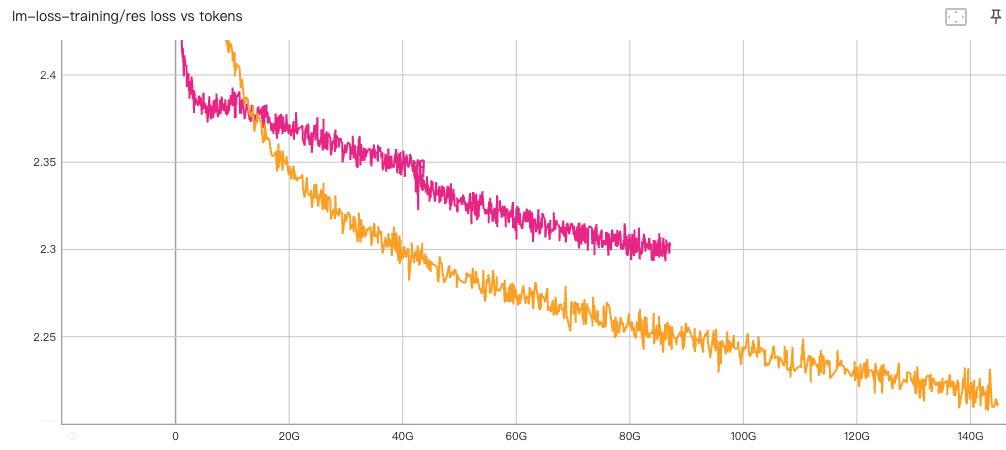 lm-loss-training/res loss vs tokens
2.4
2.35
2.3
2.25
0
20G
40G
60G
80G
100G
120G
140G